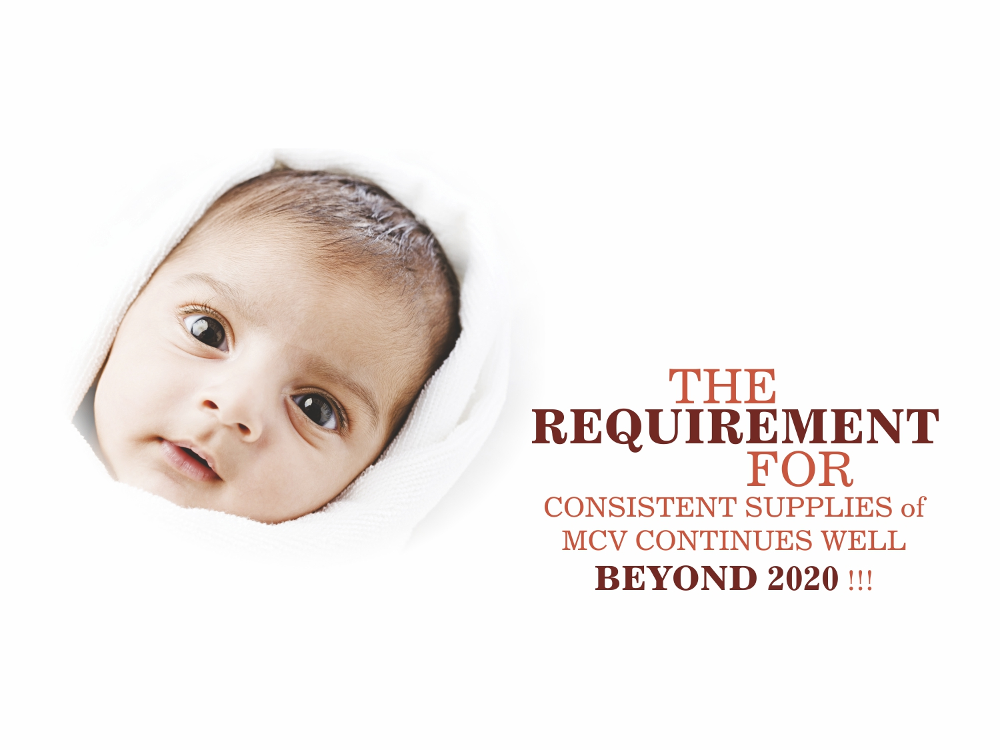 THE
REQUIREMENT
FOR
CONSISTENT SUPPLIES of
MCV CONTINUES WELL
BEYOND 2020 !!!